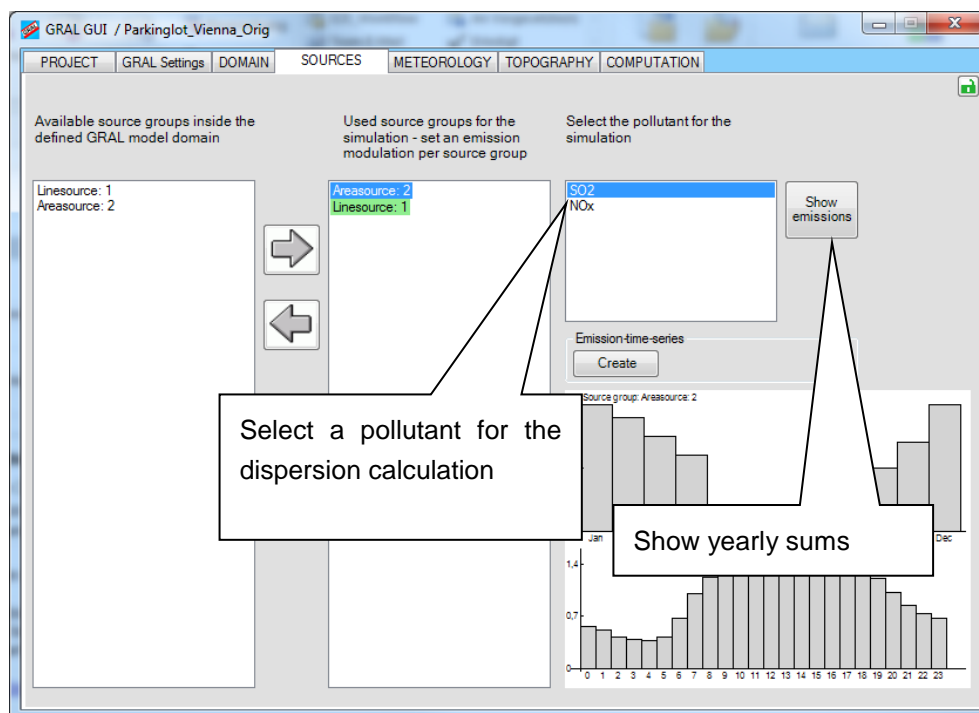 GRAL GUI / Parkinglot_Vienna_Orig
PROJECT GRAL Settings DOMAIN SOURCES METEOROLOGY TOPOGRAPHY COMPUTATION
Available source groups inside the
defined GRAL model domain
Used source groups for the
simulation - set an emission
modulation per source group
Select the pollutant for the
simulation
Linesource: 1
Areasource: 2
Areasource: 2
Linesource: 1
SO2
NOx
Show
emissions
Emission-time-series
Create
Source group: Areasource: 2
Select a pollutant for the
dispersion calculation
Show yearly sums
Jan Dec
1,4
0,7
0
0 1 2 3 4 5 6 7 8 9 10 11 12 13 14 15 16 17 18 19 20 21 22 23